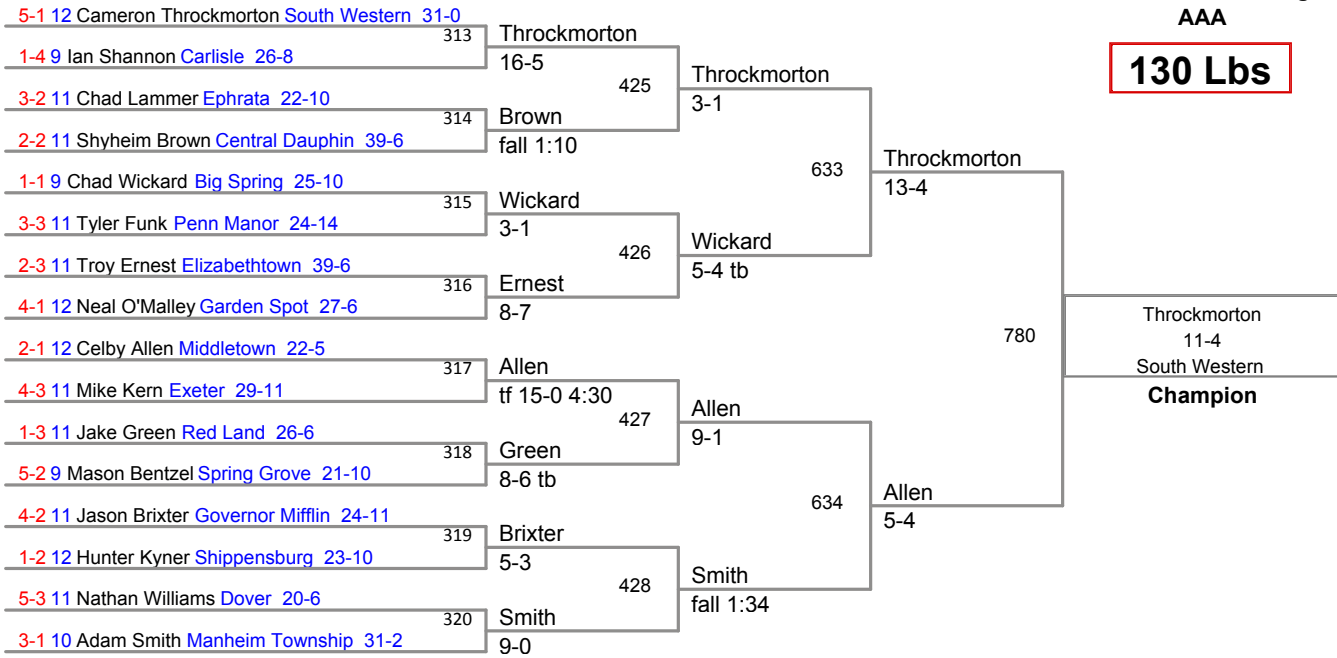 AAA
130 Lbs
5-1 12 Cameron Throckmorton South Western 31-0
313
Throckmorton
16-5
1-4 9 Ian Shannon Carlisle 26-8
425
Throckmorton
3-1
3-2 11 Chad Lammer Ephrata 22-10
314
Brown
fall 1:10
2-2 11 Shyheim Brown Central Dauphin 39-6
633
Throckmorton
13-4
1-1 9 Chad Wickard Big Spring 25-10
315
Wickard
3-1
3-3 11 Tyler Funk Penn Manor 24-14
426
Wickard
5-4 tb
2-3 11 Troy Ernest Elizabethtown 39-6
316
Ernest
8-7
4-1 12 Neal O'Malley Garden Spot 27-6
780
Throckmorton
11-4
South Western
Champion
2-1 12 Celby Allen Middletown 22-5
317
Allen
tf 15-0 4:30
4-3 11 Mike Kern Exeter 29-11
427
Allen
9-1
1-3 11 Jake Green Red Land 26-6
318
Green
8-6 tb
5-2 9 Mason Bentzel Spring Grove 21-10
634
Allen
5-4
4-2 11 Jason Brixter Governor Mifflin 24-11
319
Brixter
5-3
1-2 12 Hunter Kyner Shippensburg 23-10
428
Smith
fall 1:34
5-3 11 Nathan Williams Dover 20-6
320
Smith
9-0
3-1 10 Adam Smith Manheim Township 31-2